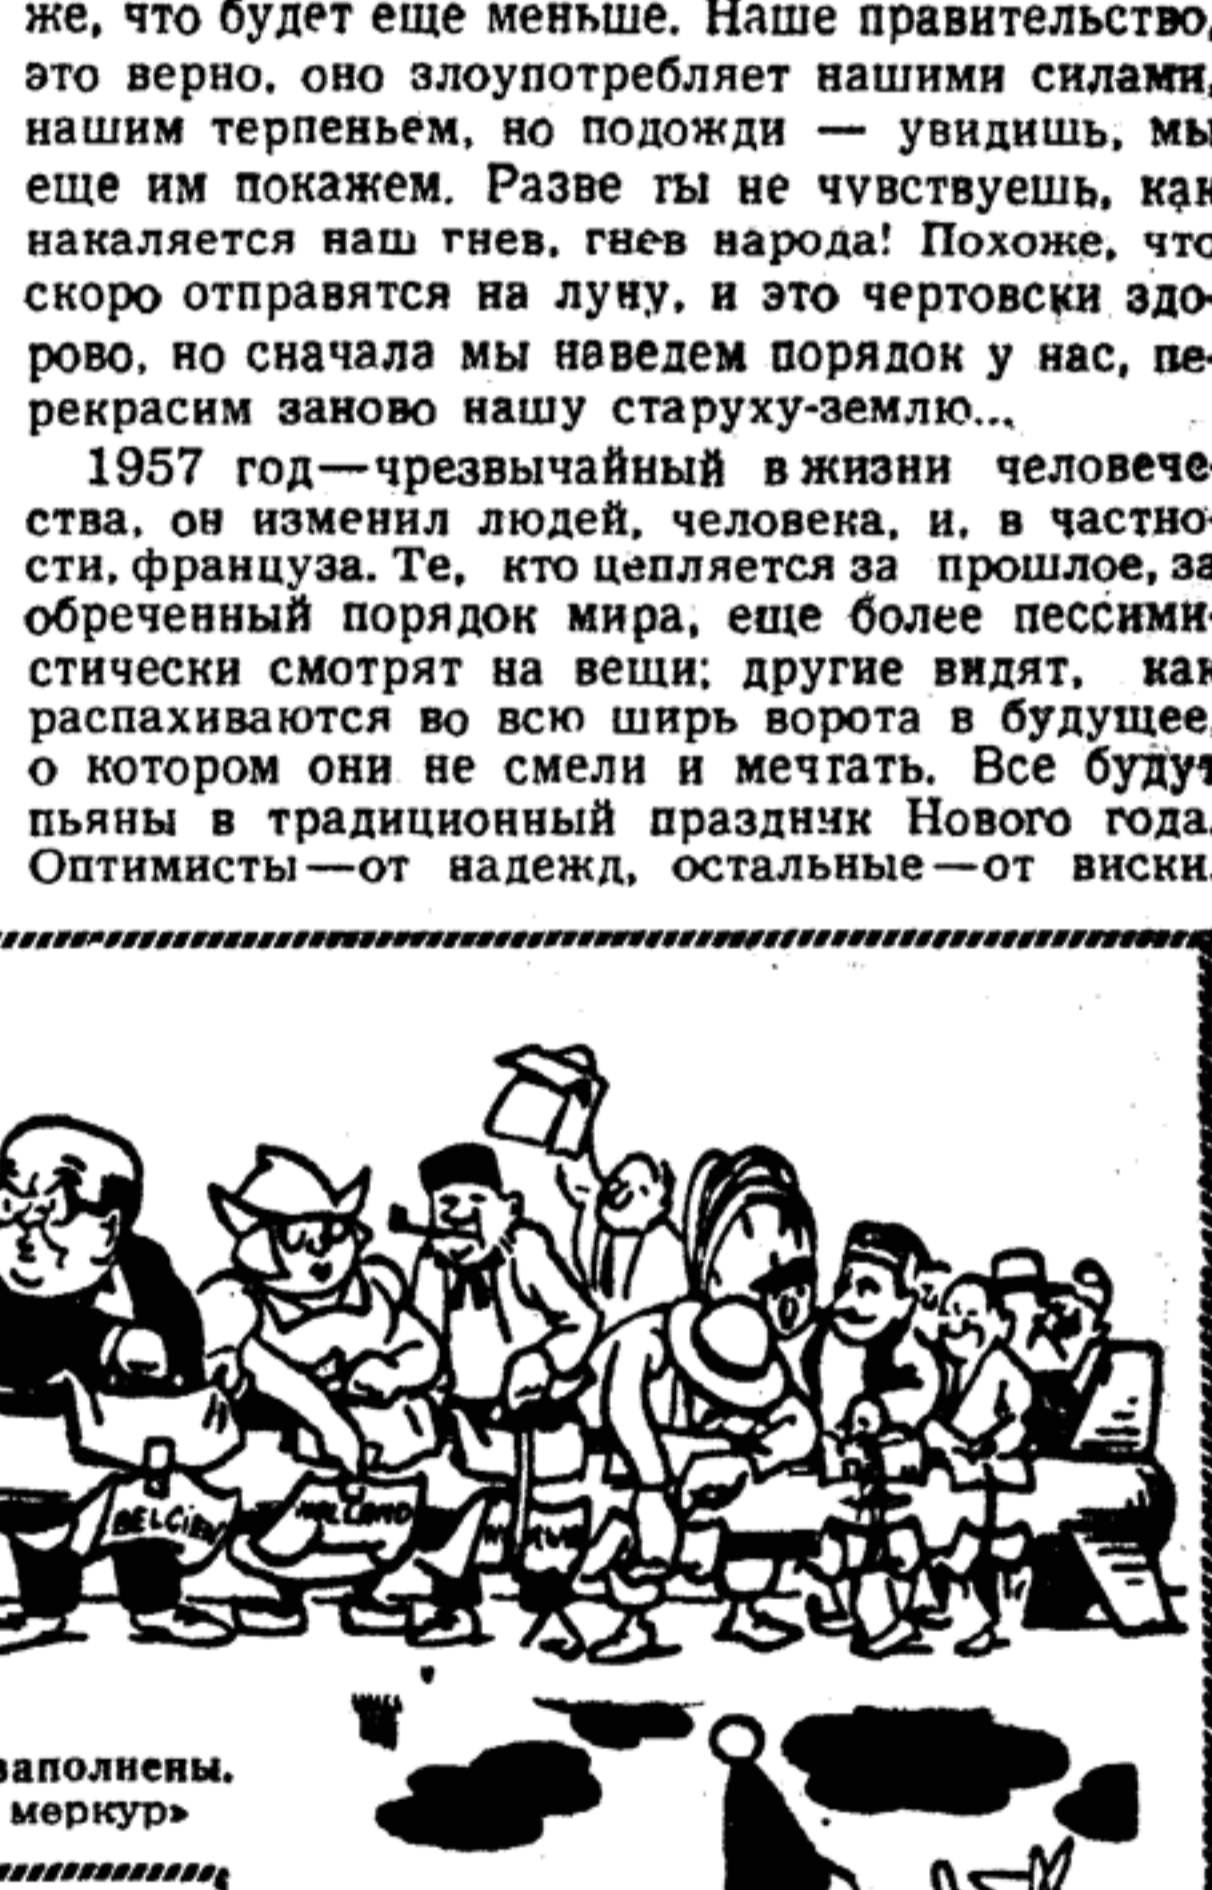 же, что будет еще меньше. Наше правительство,
это верно, оно злоупотребляет нашими силами,
нашим терпеньем, но подожди — увидишь, мы
еще им покажем. Разве ты не чувствуешь, как
накаляется наш гнев, гнев народа! Похоже, что
скоро отправятся на луну, и это чертовски здо-
рово, но сначала мы наведем порядок у нас, пе-
рекрасим заново нашу старуху-землю...
1957 год—чрезвычайный в жизни человече-
ства, он изменил людей, человека, и, в частно-
сти, француза. Те, кто цепляется за прошлое, за
обреченный порядок мира, еще более пессими-
стически смотрят на вещи; другие видят, как
распахиваются во всю ширь ворота в будущее,
о котором они не смели и мечтать. Все будут
пьяны в традиционный праздник Нового года.
Оптимисты—от надежд, остальные—от виски.
BELGIEN
HOLLAND
заполнены.
меркур»